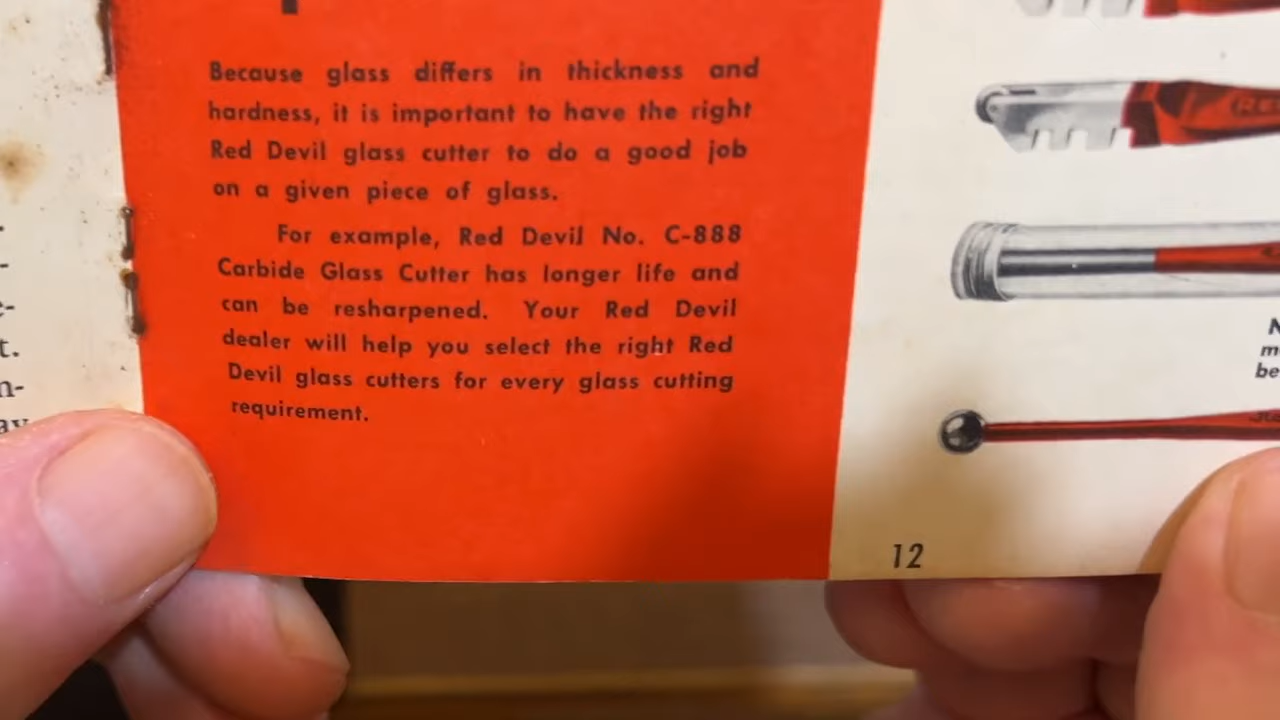 Because glass differs in thickness and
hardness, it is important to have the right
Red Devil glass cutter to do a good job
on a given piece of glass.
For example, Red Devil No. C-888
Carbide Glass Cutter has longer life and
can be resharpened. Your Red Devil
dealer will help you select the right Red
Devil glass cutters for every glass cutting
requirement.
12